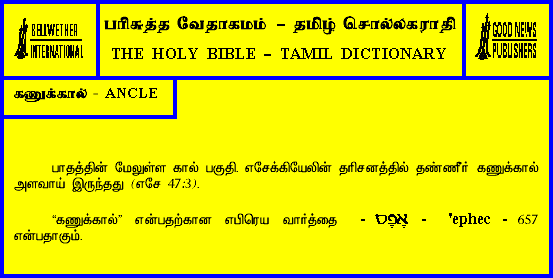 BELLWETHER
INTERNATIONAL
பரிசுத்த வேதாகமம் - தமிழ் சொல்லகராதி
THE HOLY BIBLE - TAMIL DICTIONARY
GOOD NEWS
PUBLISHERS
கணுக்கால் - ANCLE
பாதத்தின் மேலுள்ள கால் பகுதி. எசேக்கியேலின் தரிசனத்தில் தண்ணீர் கணுக்கால்
அளவாய் இருந்தது (எசே 47:3).
“கணுக்கால்” என்பதற்கான எபிரெய வார்த்தை - אֶפֶס - 'ephec - 657
என்பதாகும்.